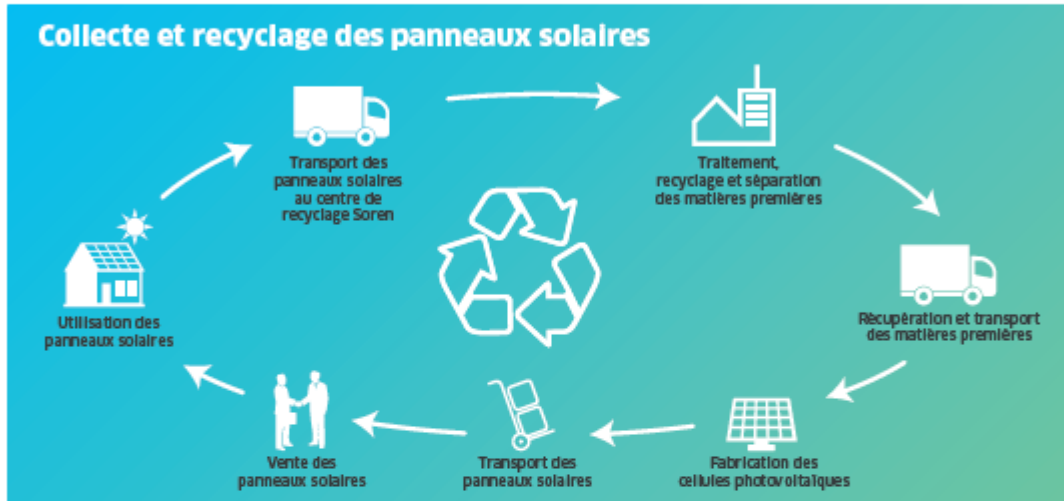 Collecte et recyclage des panneaux solaires
Transport des
panneaux solaires
au centre de
recyclage Soren
Traitement,
recyclage et séparation
des matières premières
Utilisation des
panneaux solaires
Récupération et transport
des matières premières
Vente des
panneaux solaires
Transport des
panneaux solaires
Fabrication des
cellules photovoltaïques